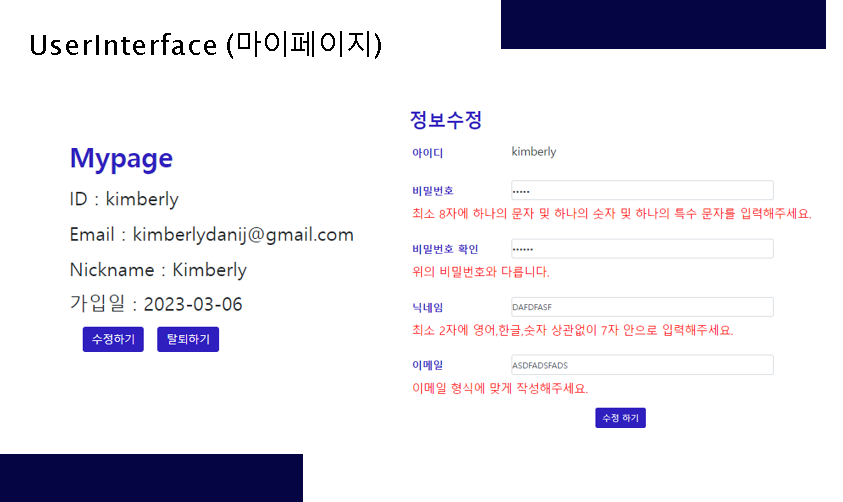 UserInterface (마이페이지)
Mypage
ID : kimberly
Email : kimberlydanij@gmail.com
Nickname : Kimberly
가입일 : 2023-03-06
수정하기 탈퇴하기
정보수정
아이디 kimberly
비밀번호 •••••
최소 8자에 하나의 문자 및 하나의 숫자 및 하나의 특수 문자를 입력해주세요.
비밀번호 확인 ••••••
위의 비밀번호와 다릅니다.
닉네임 DAFDFASF
최소 2자에 영어,한글,숫자 상관없이 7자 안으로 입력해주세요.
이메일 ASDFADSFADS
이메일 형식에 맞게 작성해주세요.
수정 하기